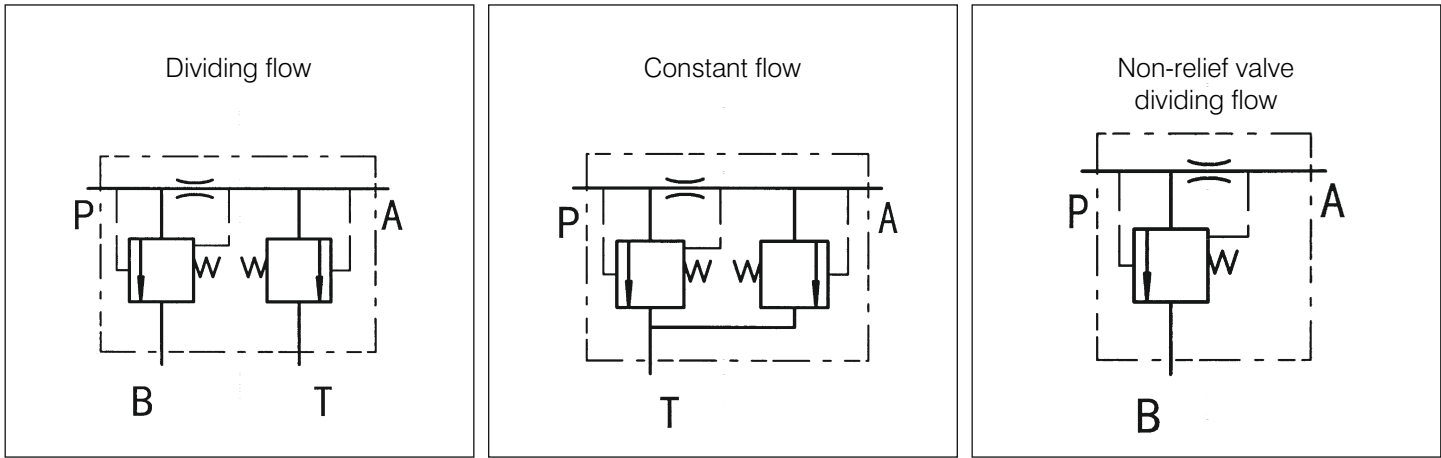 Dividing flow
P
A
B
T
Constant flow
P
A
T
Non-relief valve
dividing flow
P
A
B